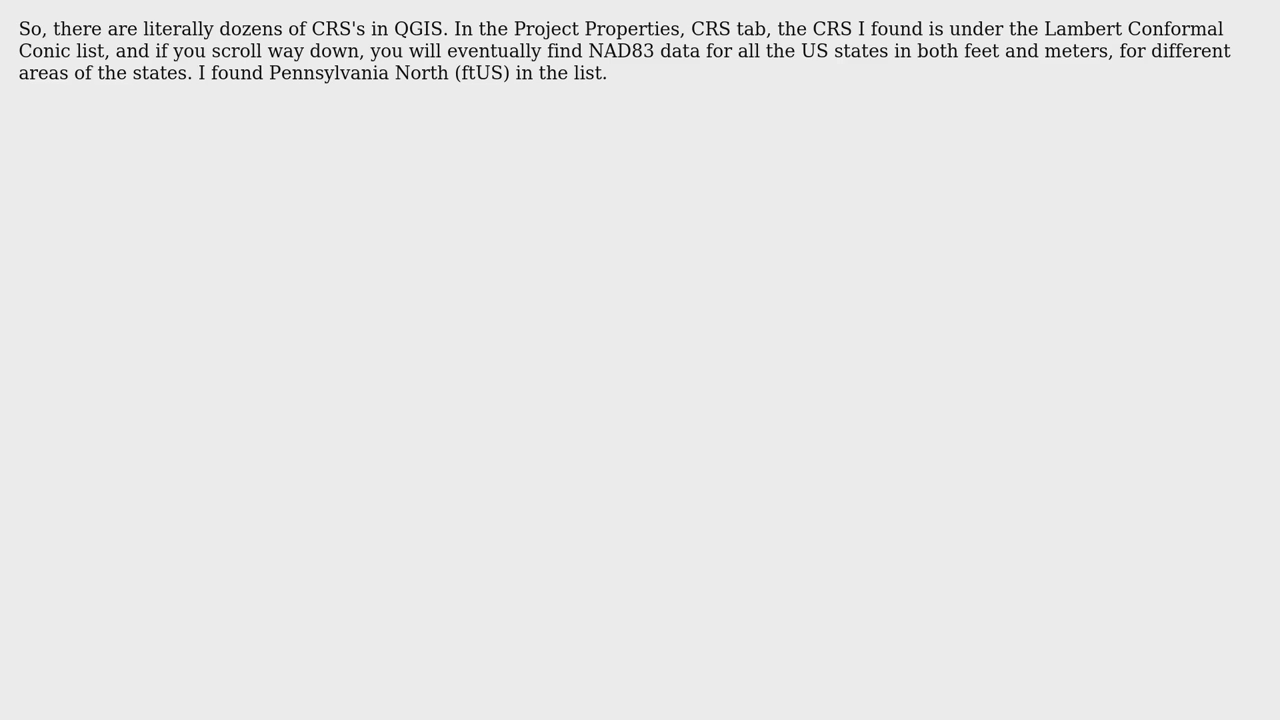 So, there are literally dozens of CRS's in QGIS. In the Project Properties, CRS tab, the CRS I found is under the Lambert Conformal
Conic list, and if you scroll way down, you will eventually find NAD83 data for all the US states in both feet and meters, for different
areas of the states. I found Pennsylvania North (ftUS) in the list.